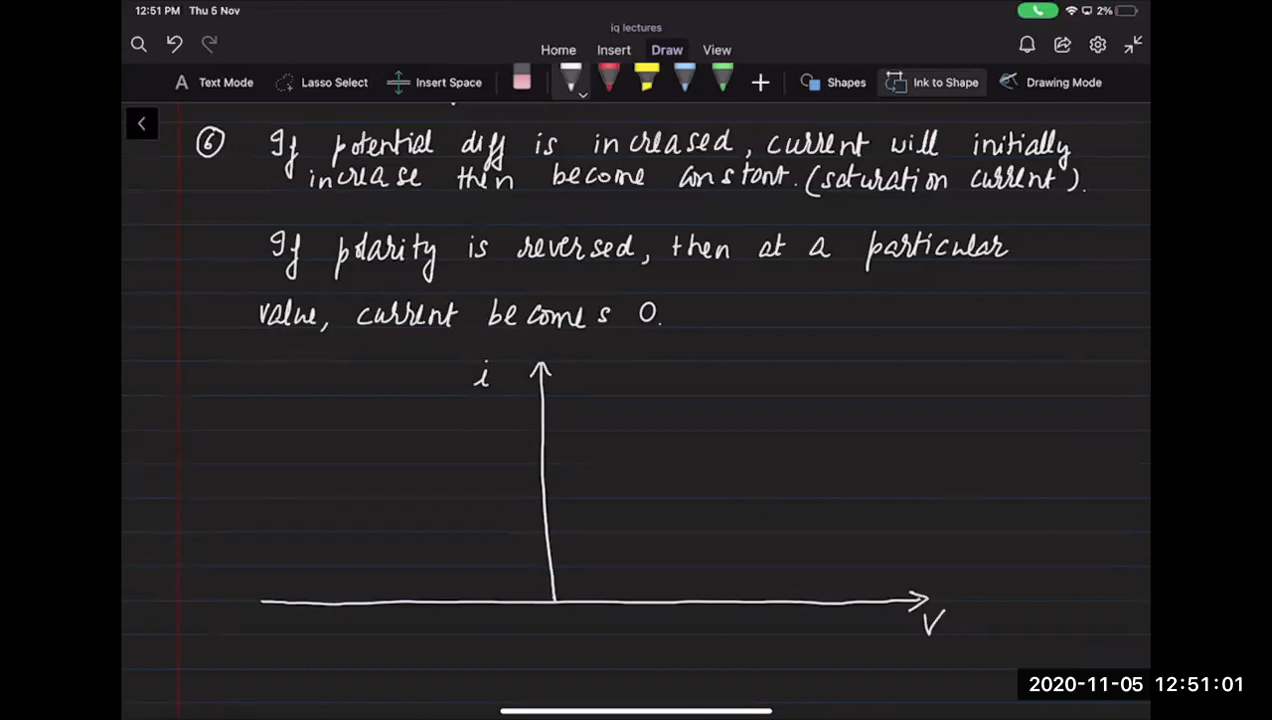 12:51 PM Thu 5 Nov
2%
iq lectures
Home Insert Draw View
Text Mode Lasso Select Insert Space Shapes Ink to Shape Drawing Mode
6 If potential diff is increased, current will initially
increase then become constant. (saturation current).
If polarity is reversed, then at a particular
value, current becomes 0.
i
V
2020-11-05 12:51:01